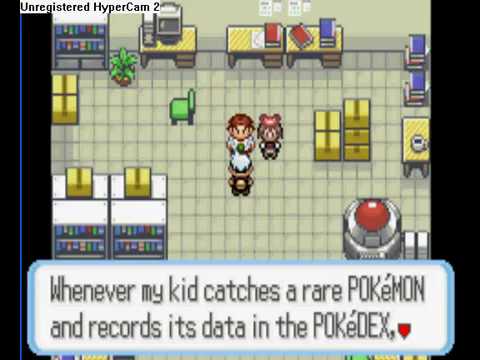 Unregistered HyperCam 2
Whenever my kid catches a rare POKéMON
and records its data in the POKéDEX,